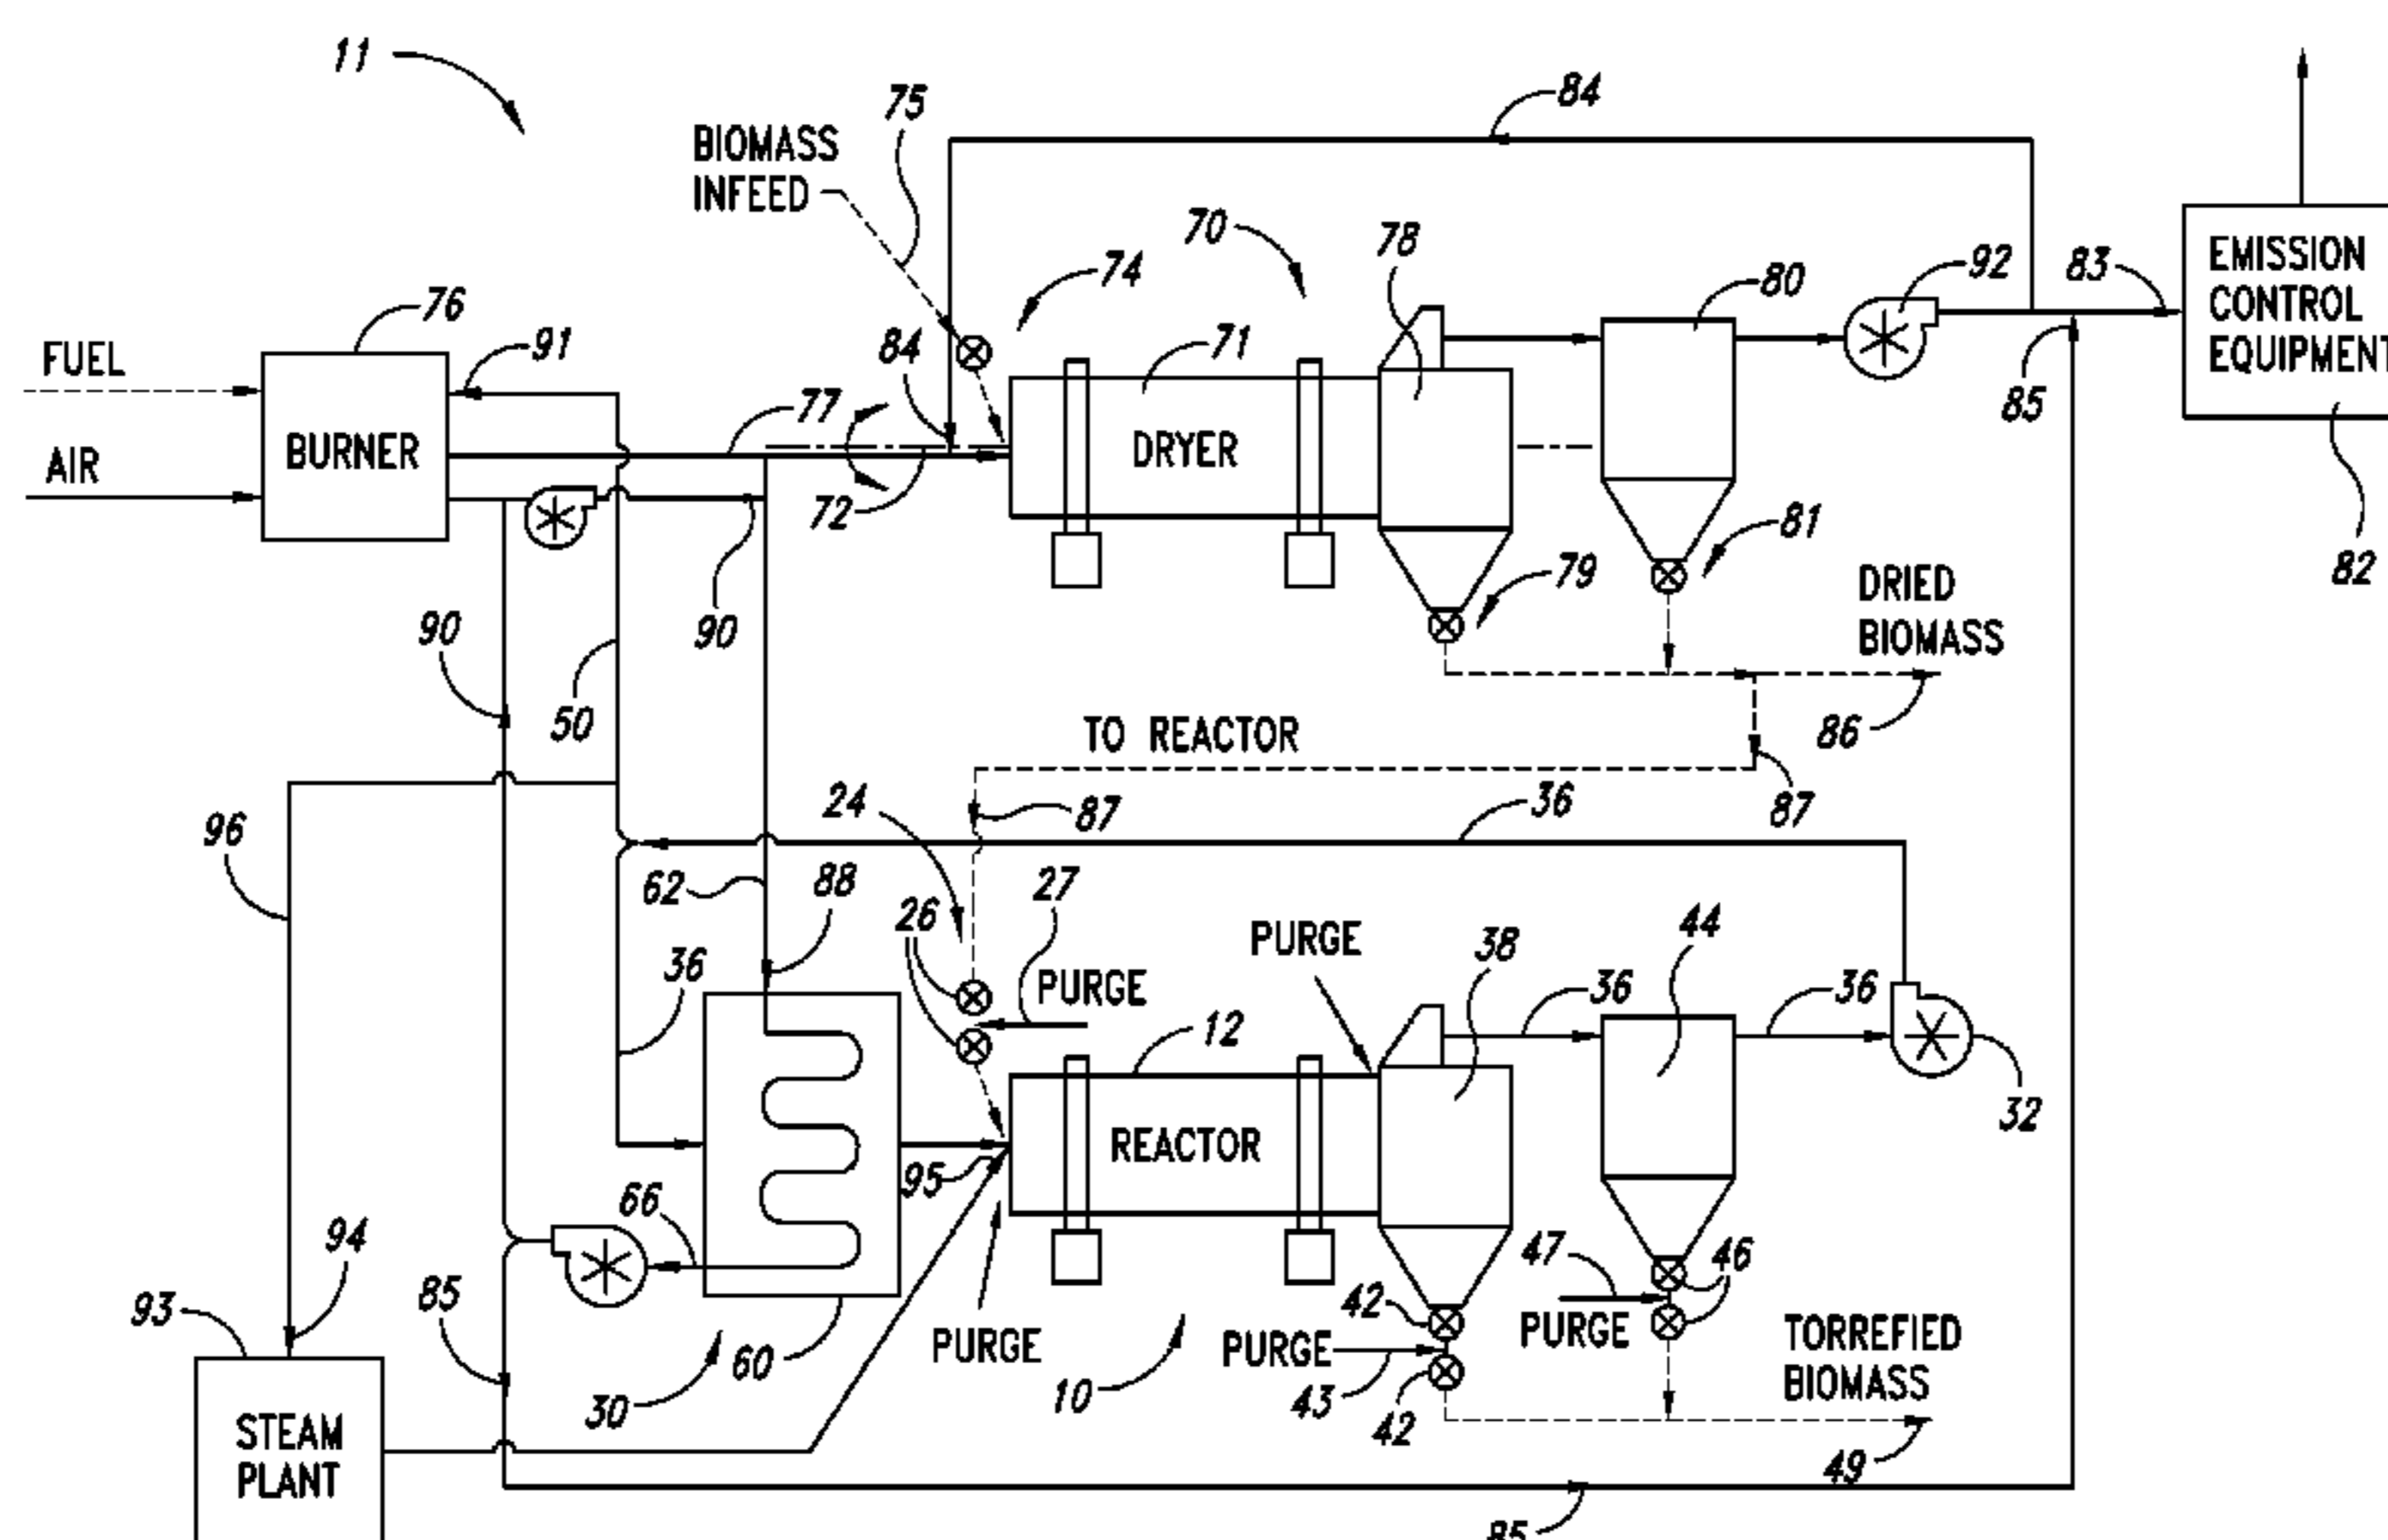 11
75
84
BIOMASS
INFEED
70
78
74
92
83
EMISSION
CONTROL
EQUIPMENT
80
76
91
84
71
85
FUEL
77
BURNER
DRYER
AIR
72
81
82
79
DRIED
BIOMASS
90
90
50
86
TO REACTOR
24
87
36
87
96
62
88
27
26
PURGE
38
44
36
PURGE
36
36
12
32
REACTOR
95
66
94
47
46
85
42
93
60
PURGE
PURGE
PURGE
TORREFIED
BIOMASS
30
10
43
42
STEAM
PLANT
49
85